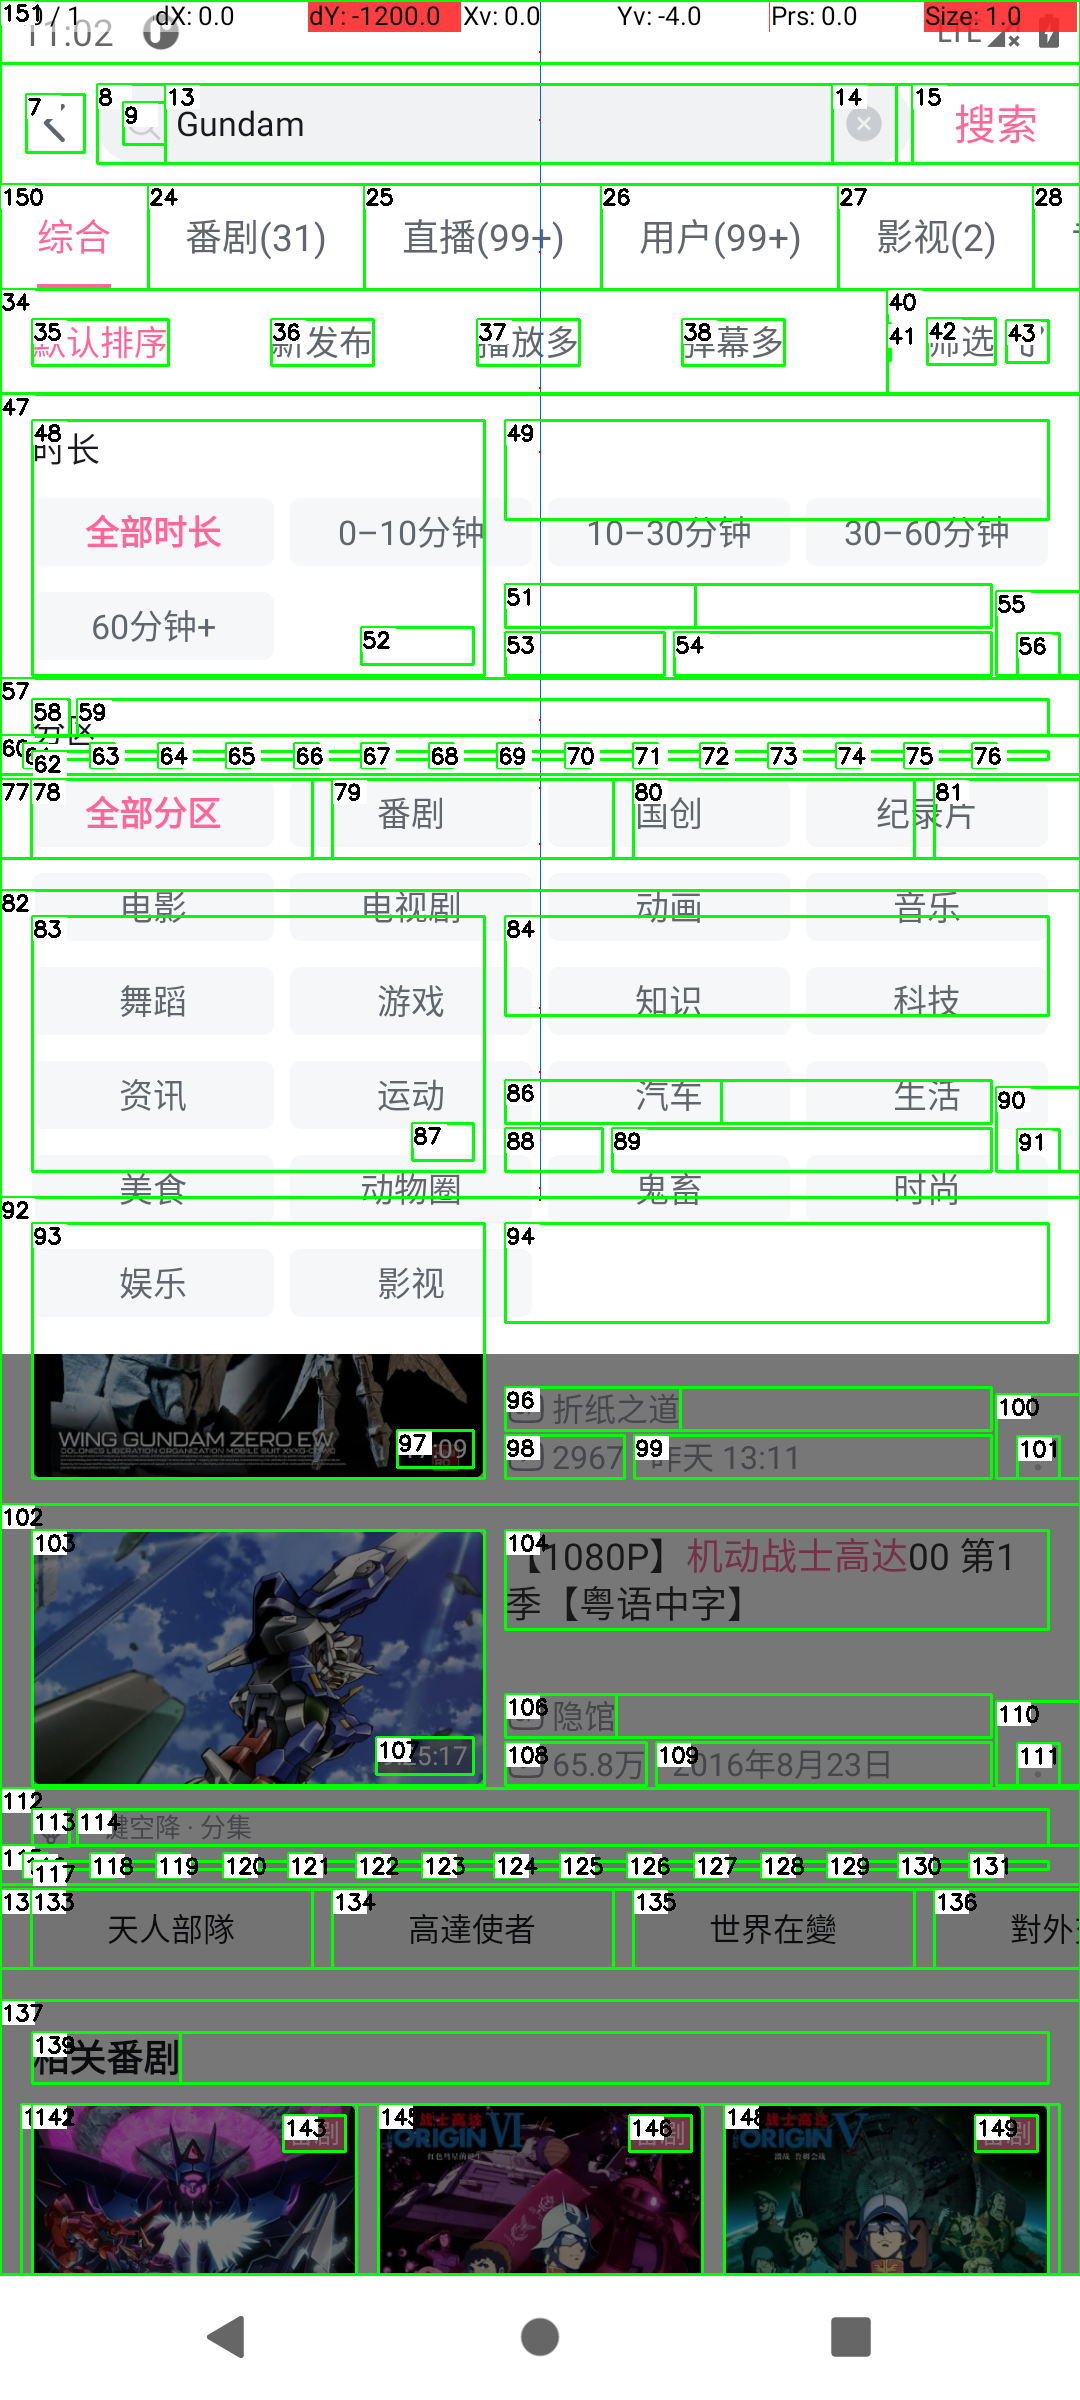 dX: 0.0 dY: -1200.0 Xv: 0.0 Yv: -4.0 Prs: 0.0 Size: 1.0
11:02 LTE
Gundam 搜索
综合 番剧(31) 直播(99+) 用户(99+) 影视(2)
默认排序 新发布 播放多 弹幕多 筛选
时长
全部时长 0-10分钟 10-30分钟 30-60分钟
60分钟+
分区
全部分区 番剧 国创 纪录片
电影 电视剧 动画 音乐
舞蹈 游戏 知识 科技
资讯 运动 汽车 生活
美食 动物圈 鬼畜 时尚
娱乐 影视
WING GUNDAM ZERO EW
折纸之道
2967 昨天 13:11
【1080P】机动战士高达00 第1
季【粤语中字】
隐馆
65.8万 2016年8月23日
键空降 · 分集
天人部隊 高達使者 世界在變 對外
相关番剧
番剧 番剧 番剧
ORIGIN VI
ORIGIN V